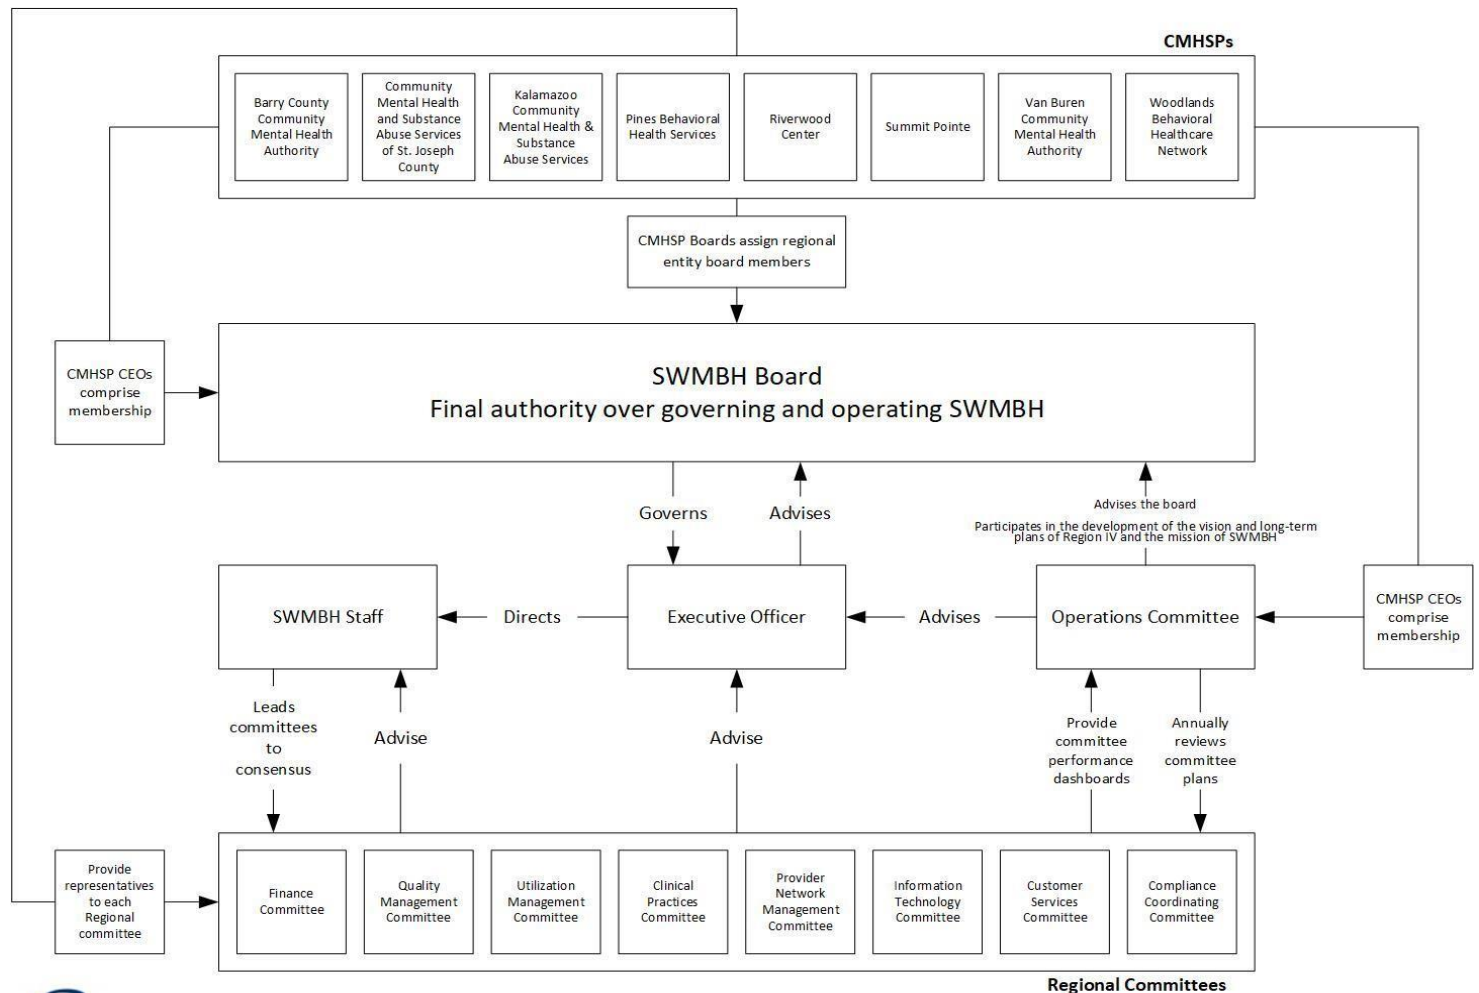 CMHSPs
Barry County
Community
Mental Health
Authority
Community
Mental Health
and Substance
Abuse Services
of St. Joseph
County
Kalamazoo
Community
Mental Health &
Substance
Abuse Services
Pines Behavioral
Health Services
Riverwood
Center
Summit Pointe
Van Buren
Community
Mental Health
Authority
Woodlands
Behavioral
Healthcare
Network
CMHSP Boards assign regional
entity board members
CMHSP CEOs
comprise
membership
SWMBH Board
Final authority over governing and operating SWMBH
Governs
Advises
Advises the board
Participates in the development of the vision and long-term
plans of Region IV and the mission of SWMBH
SWMBH Staff
Directs
Executive Officer
Advises
Operations Committee
CMHSP CEOs
comprise
membership
Leads
committees
to
consensus
Advise
Advise
Provide
committee
performance
dashboards
Annually
reviews
committee
plans
Provide
representatives
to each
Regional
committee
Finance
Committee
Quality
Management
Committee
Utilization
Management
Committee
Clinical
Practices
Committee
Provider
Network
Management
Committee
Information
Technology
Committee
Customer
Services
Committee
Compliance
Coordinating
Committee
Regional Committees